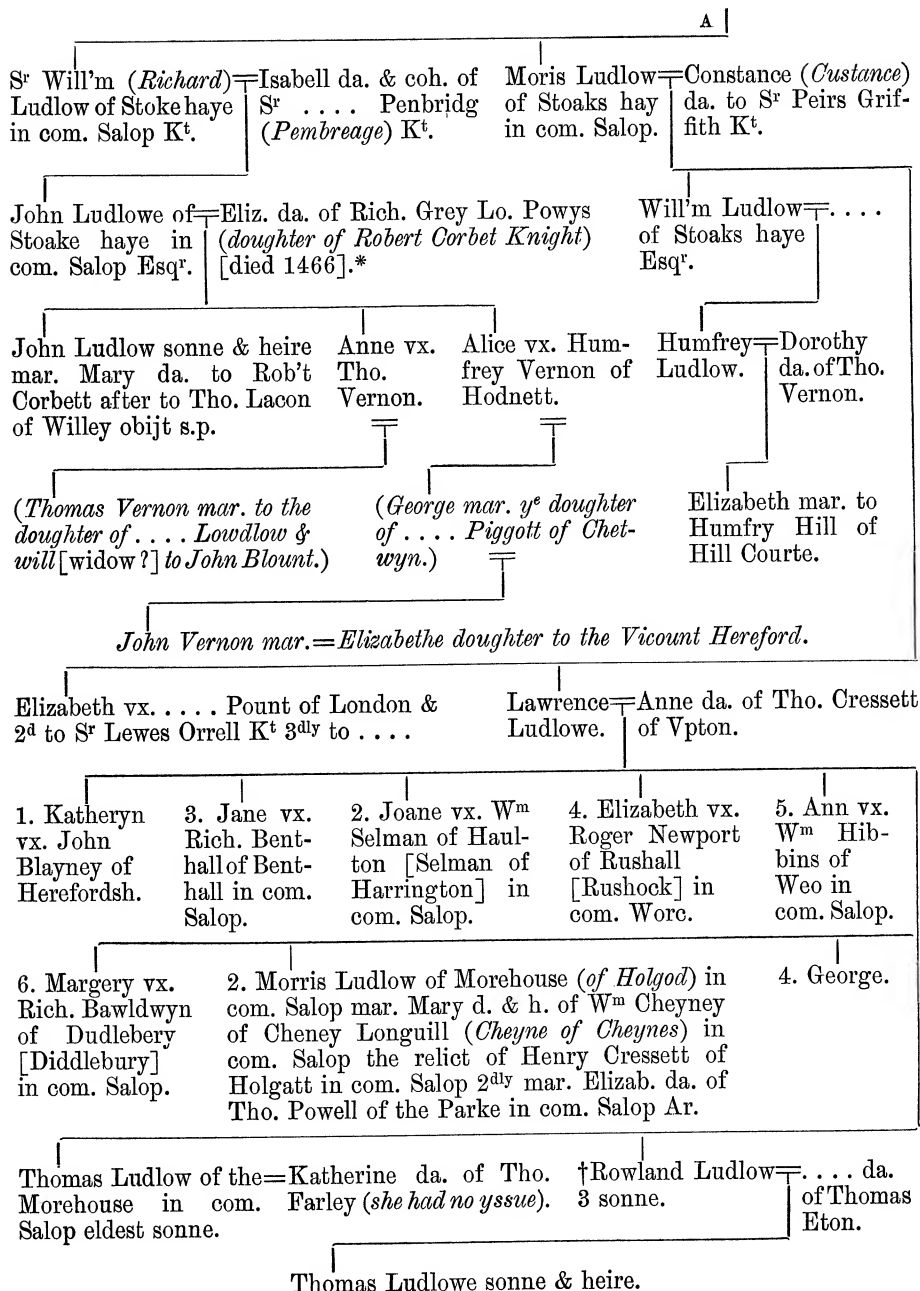 A
Sʳ Will'm (Richard)
Ludlow of Stoke haye
in com. Salop Kᵗ.
Isabell da. & coh. of
Sʳ .... Penbridg
(Pembreage) Kᵗ.
Moris Ludlow
of Stoaks hay
in com. Salop.
Constance (Custance)
da. to Sʳ Peirs Grif-
fith Kᵗ.
John Ludlowe of
Stoake haye in
com. Salop Esqʳ.
Eliz. da. of Rich. Grey Lo. Powys
(doughter of Robert Corbet Knight)
[died 1466].*
Will'm Ludlow
of Stoaks haye
Esqʳ.
....
John Ludlow sonne & heire
mar. Mary da. to Rob't
Corbett after to Tho. Lacon
of Willey obijt s.p.
Anne vx.
Tho.
Vernon.
Alice vx. Hum-
frey Vernon of
Hodnett.
Humfrey
Ludlow.
Dorothy
da. of Tho.
Vernon.
(Thomas Vernon mar. to the
doughter of .... Lowdlow &
will [widow ?] to John Blount.)
(George mar. yᵉ doughter
of .... Piggott of Chet-
wyn.)
Elizabeth mar. to
Humfry Hill of
Hill Courte.
John Vernon mar.=Elizabethe doughter to the Vicount Hereford.
Elizabeth vx. ..... Pount of London &
2ᵈ to Sʳ Lewes Orrell Kᵗ 3ᵈˡʸ to ....
Lawrence
Ludlowe.
Anne da. of Tho. Cressett
of Vpton.
1. Katheryn
vx. John
Blayney of
Herefordsh.
3. Jane vx.
Rich. Bent-
hall of Bent-
hall in com.
Salop.
2. Joane vx. Wᵐ
Selman of Haul-
ton [Selman of
Harrington] in
com. Salop.
4. Elizabeth vx.
Roger Newport
of Rushall
[Rushock] in
com. Worc.
5. Ann vx.
Wᵐ Hib-
bins of
Weo in
com. Salop.
6. Margery vx.
Rich. Bawldwyn
of Dudlebery
[Diddlebury]
in com. Salop.
2. Morris Ludlow of Morehouse (of Holgod) in
com. Salop mar. Mary d. & h. of Wᵐ Cheyney
of Cheney Longuill (Cheyne of Cheynes) in
com. Salop the relict of Henry Cressett of
Holgatt in com. Salop 2ᵈˡʸ mar. Elizab. da. of
Tho. Powell of the Parke in com. Salop Ar.
4. George.
Thomas Ludlow of the=
Morehouse in com.
Salop eldest sonne.
Katherine da. of Tho.
Farley (she had no yssue).
†Rowland Ludlow
3 sonne.
.... da.
of Thomas
Eton.
Thomas Ludlowe sonne & heire.